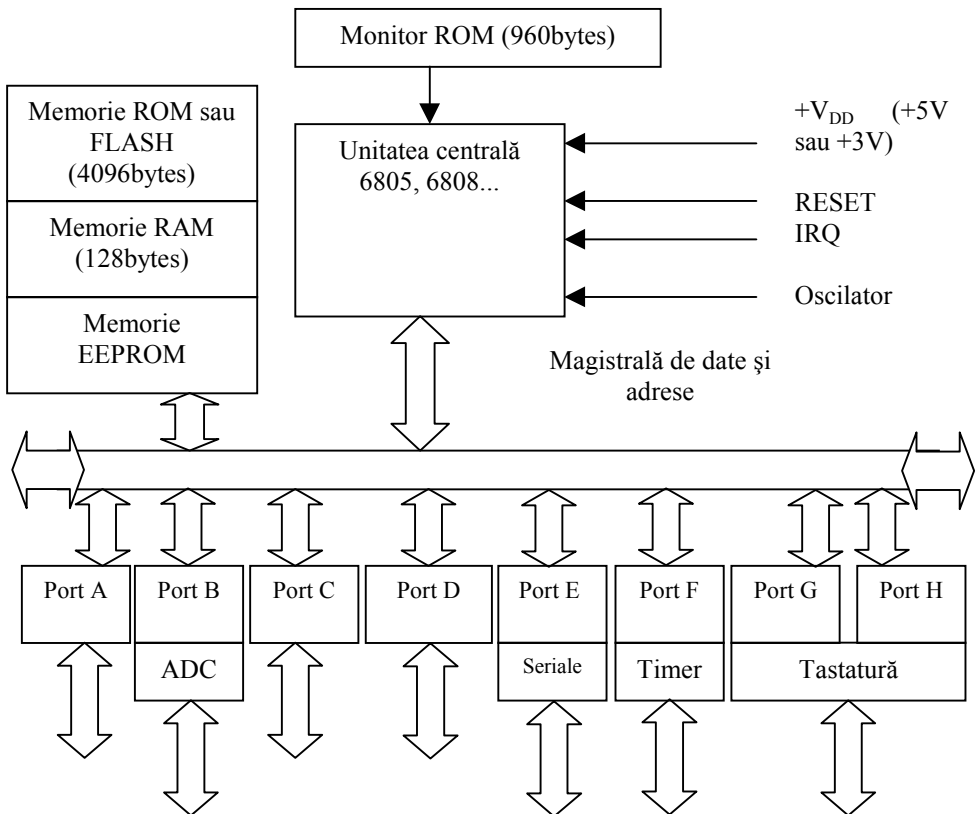 Monitor ROM (960bytes)
Memorie ROM sau
FLASH
(4096bytes)
Memorie RAM
(128bytes)
Memorie
EEPROM
Unitatea centrală
6805, 6808...
+V_DD (+5V
sau +3V)
RESET
IRQ
Oscilator
Magistrală de date şi
adrese
Port A
Port B
Port C
Port D
Port E
Port F
Port G
Port H
ADC
Seriale
Timer
Tastatură